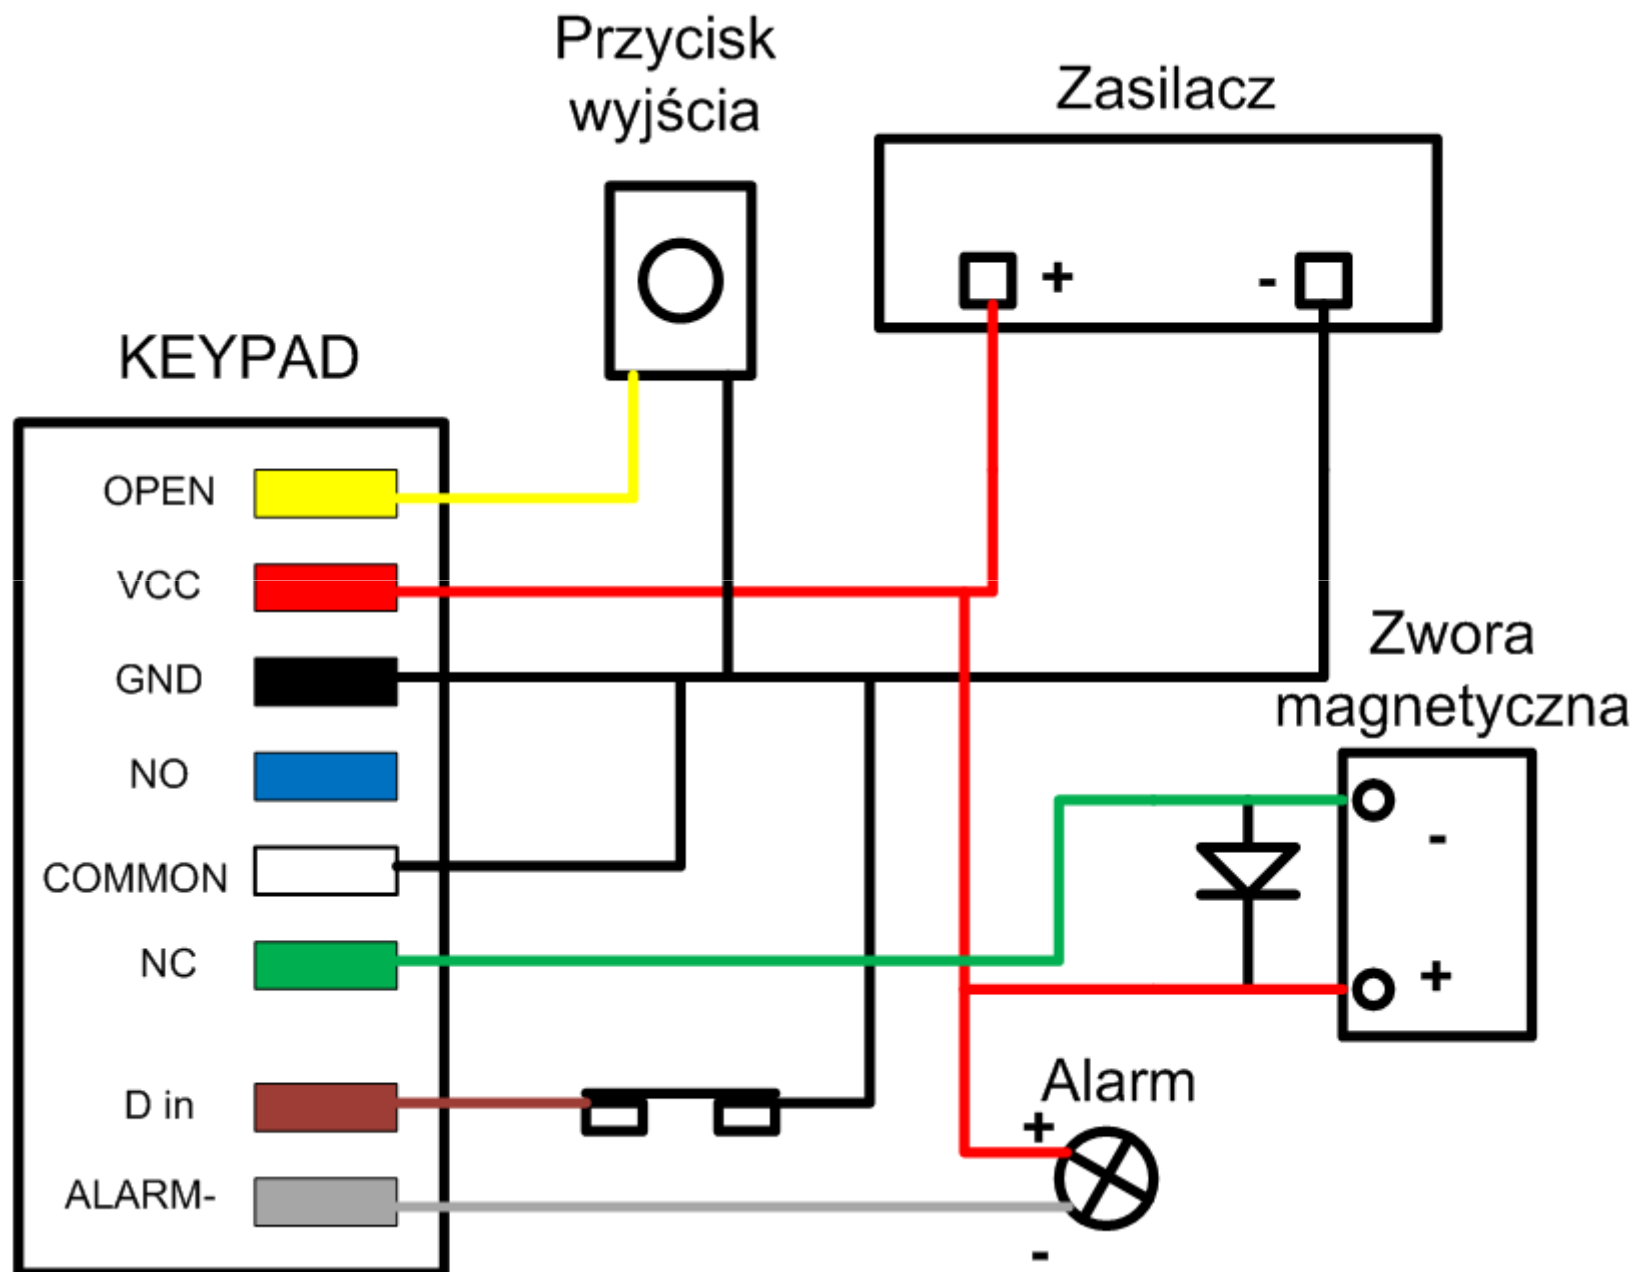 Przycisk
wyjścia
Zasilacz
+ -
KEYPAD
OPEN
VCC
GND
NO
COMMON
NC
D in
ALARM-
Zwora
magnetyczna
-
+
Alarm
+
-